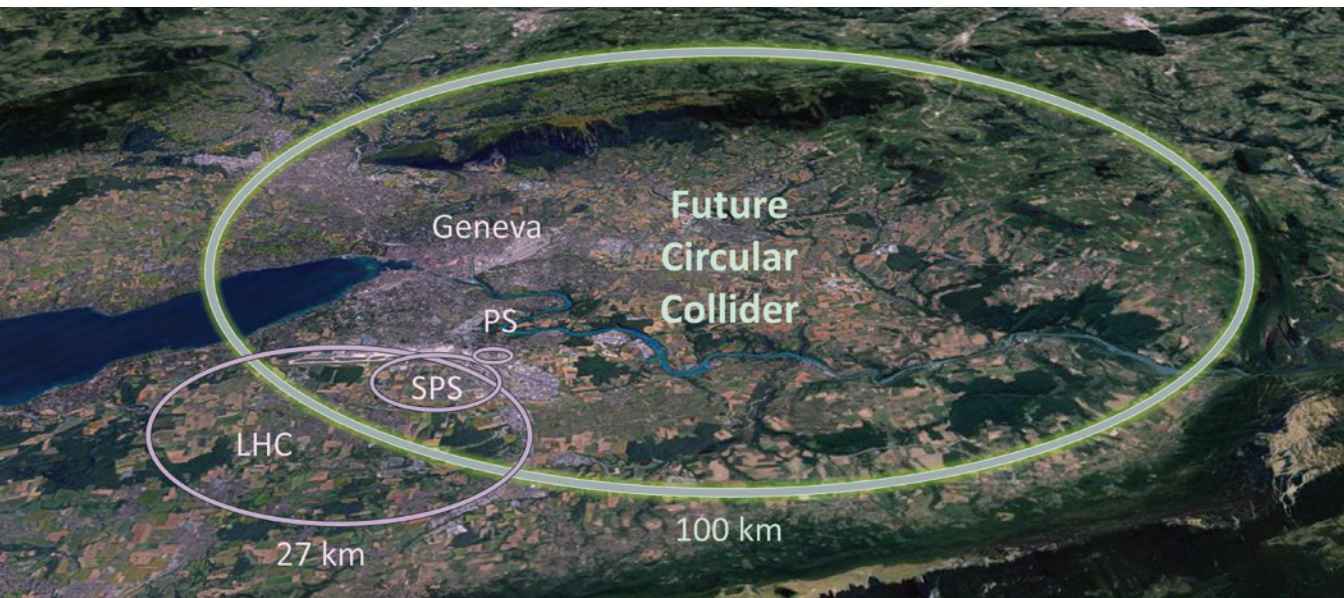 Geneva
Future
Circular
Collider
PS
SPS
LHC
100 km
27 km